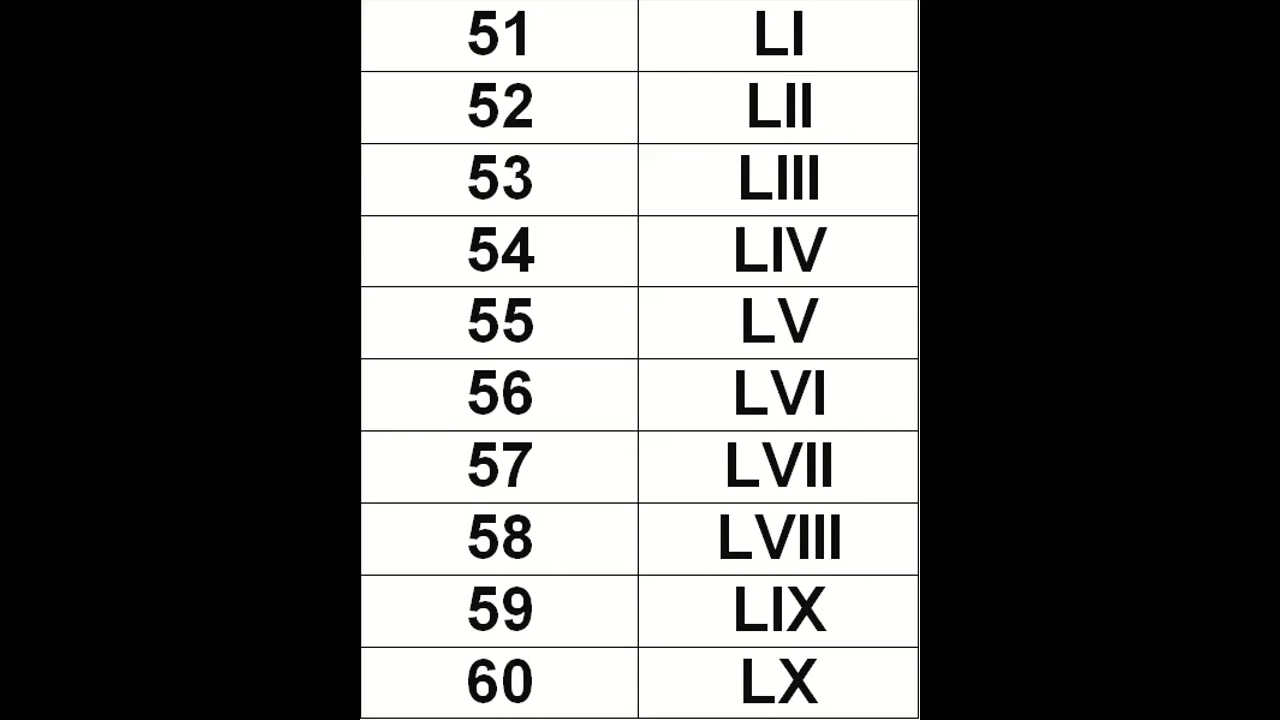 51 LI
52 LII
53 LIII
54 LIV
55 LV
56 LVI
57 LVII
58 LVIII
59 LIX
60 LX